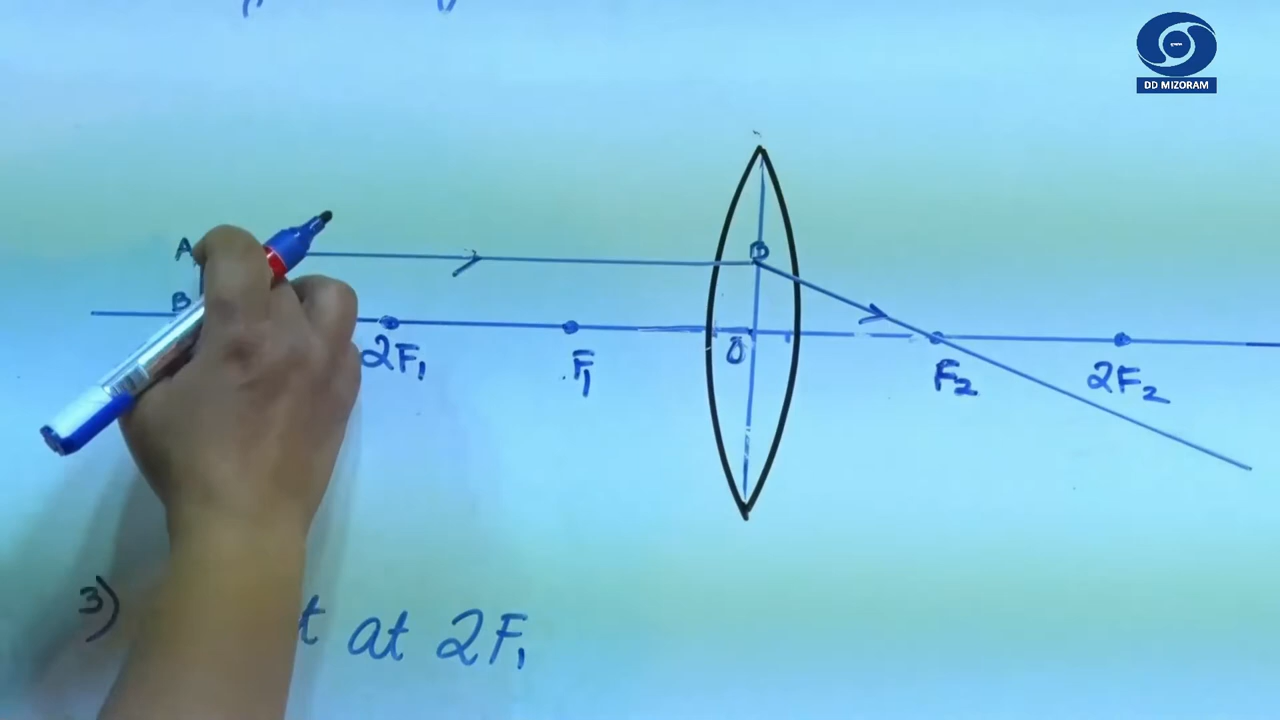 DD MIZORAM
A
D
B
2F₁
F₁
O
F₂
2F₂
3)
at 2F₁